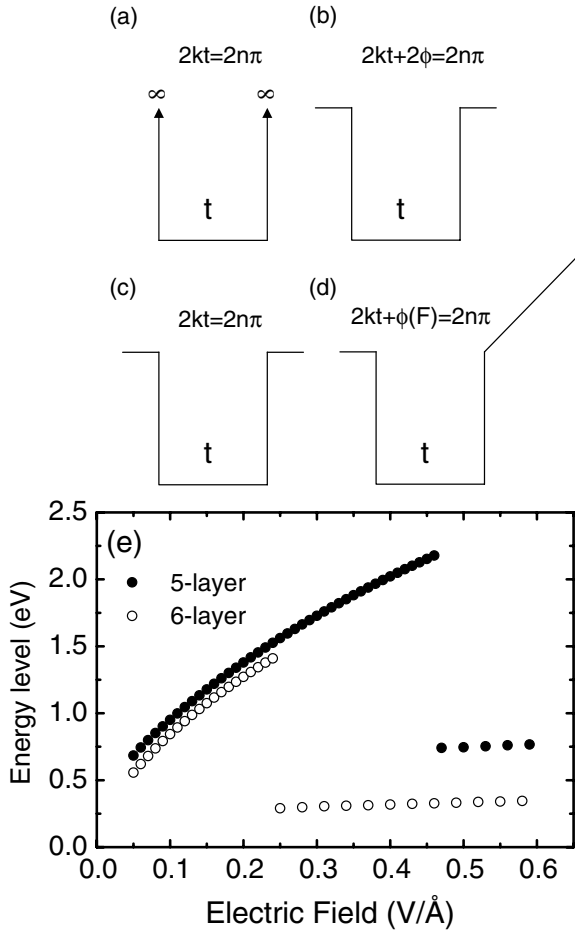 (a)
2kt=2nπ
∞ ∞
t
(b)
2kt+2ϕ=2nπ
t
(c)
2kt=2nπ
t
(d)
2kt+ϕ(F)=2nπ
t
(e)
5-layer
6-layer
Energy level (eV)
2.5
2.0
1.5
1.0
0.5
0.0
0.0 0.1 0.2 0.3 0.4 0.5 0.6
Electric Field (V/Å)